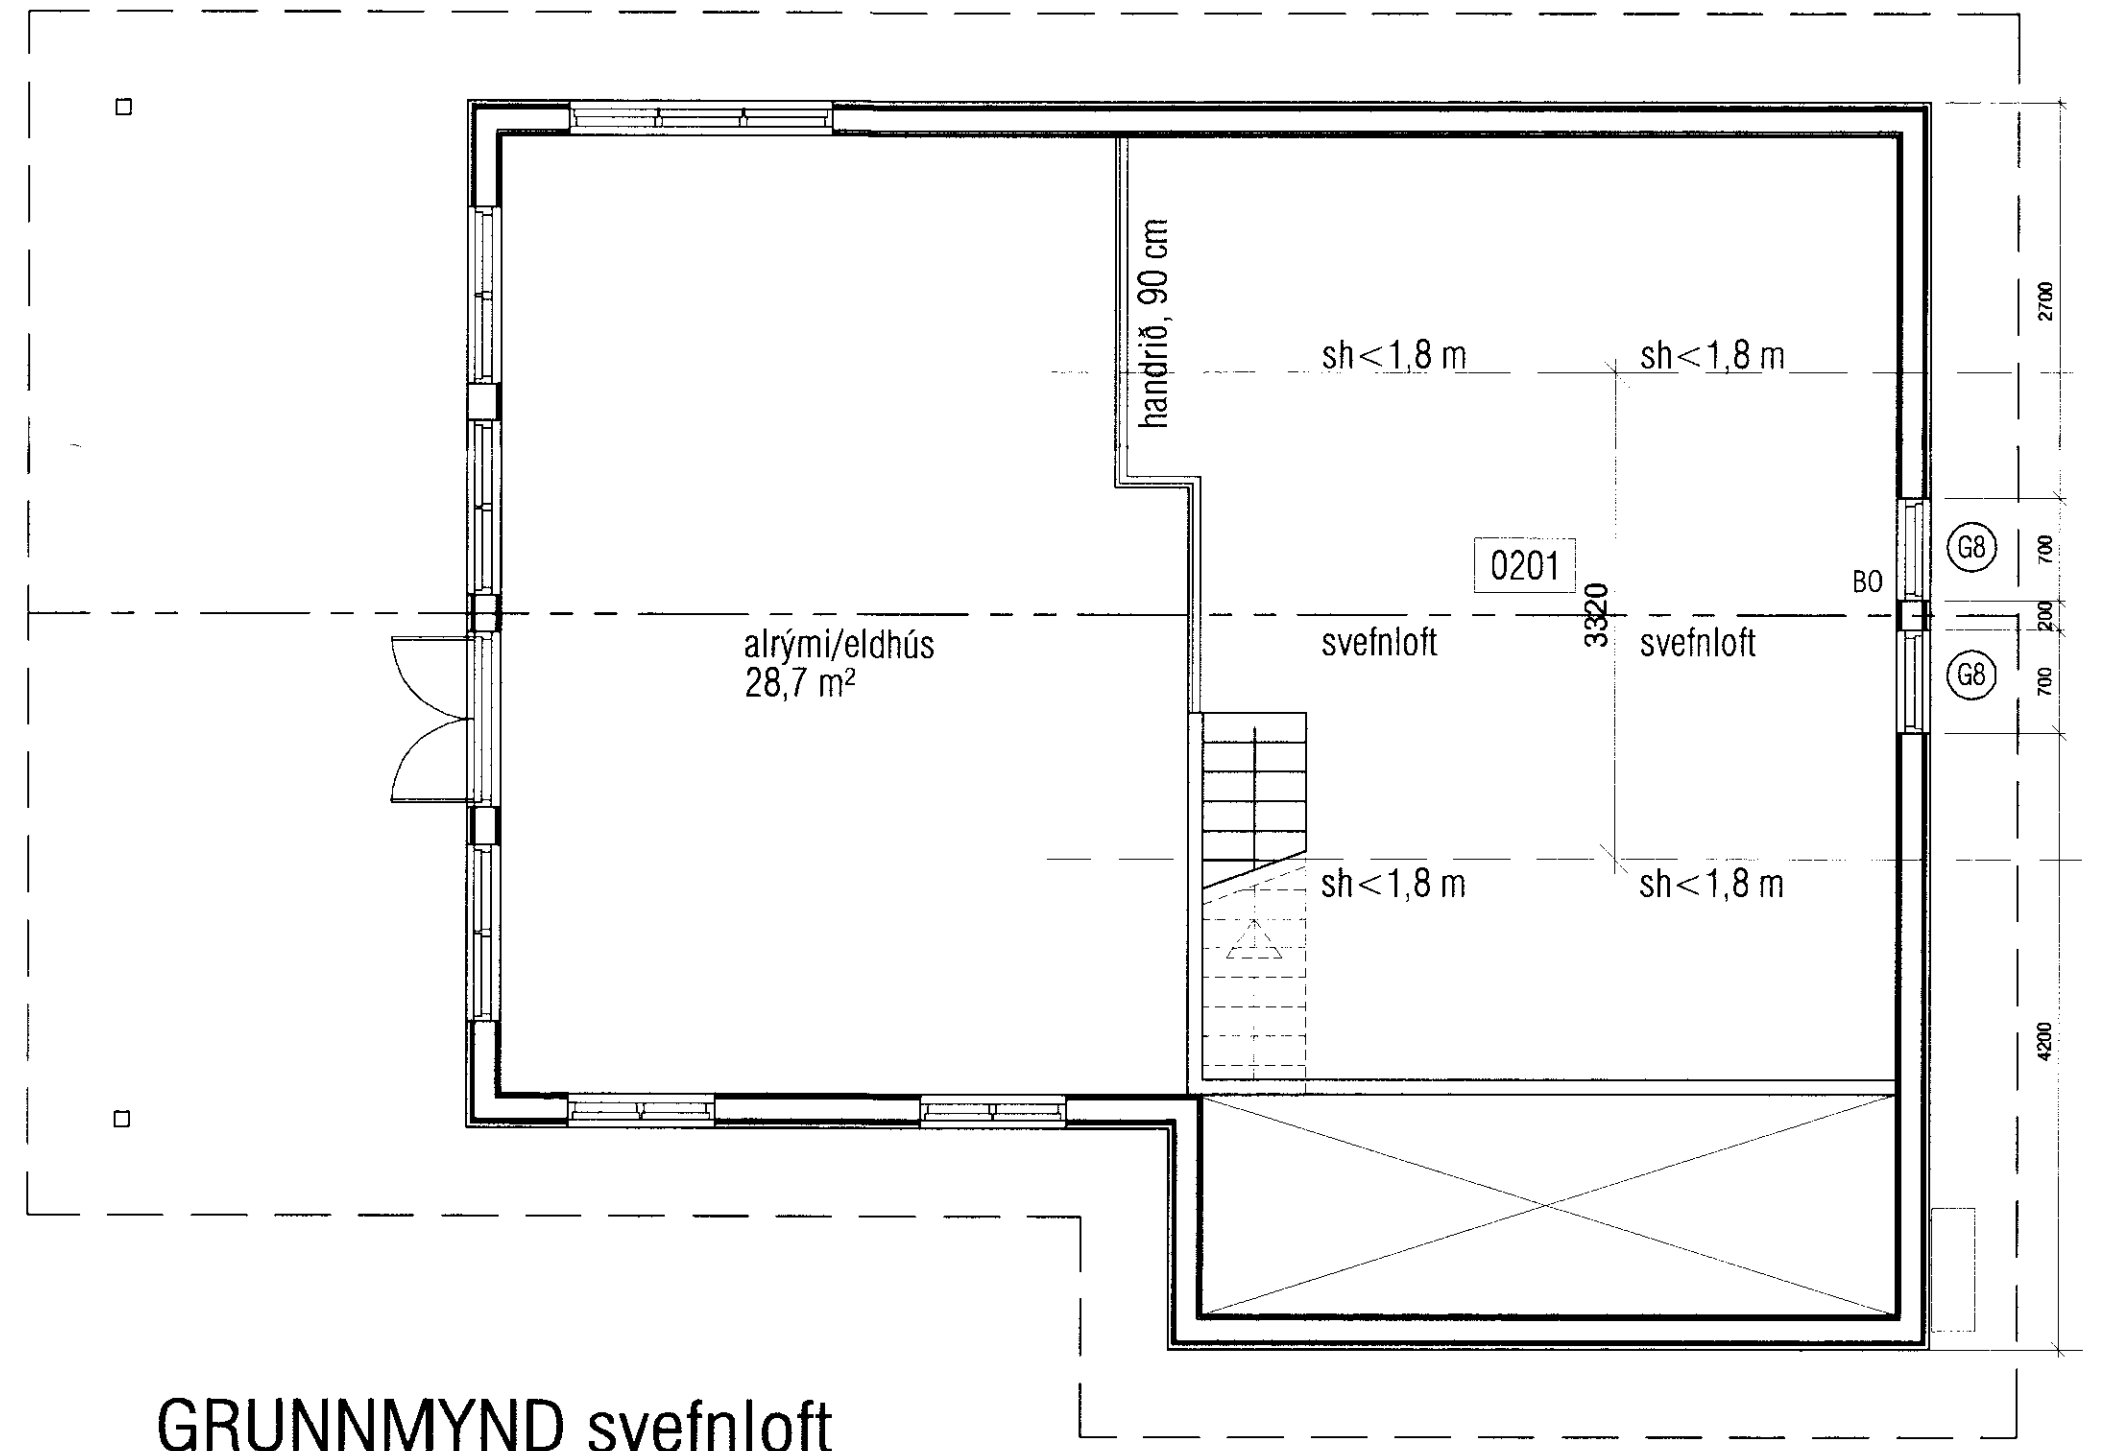 handrið, 90 cm
2700
sh<1,8 m
sh<1,8 m
0201
G8
700
BO
3320
200
alrými/eldhús
28,7 m²
svefnloft
svefnloft
G8
700
sh<1,8 m
sh<1,8 m
4200
GRUNNMYND svefnloft